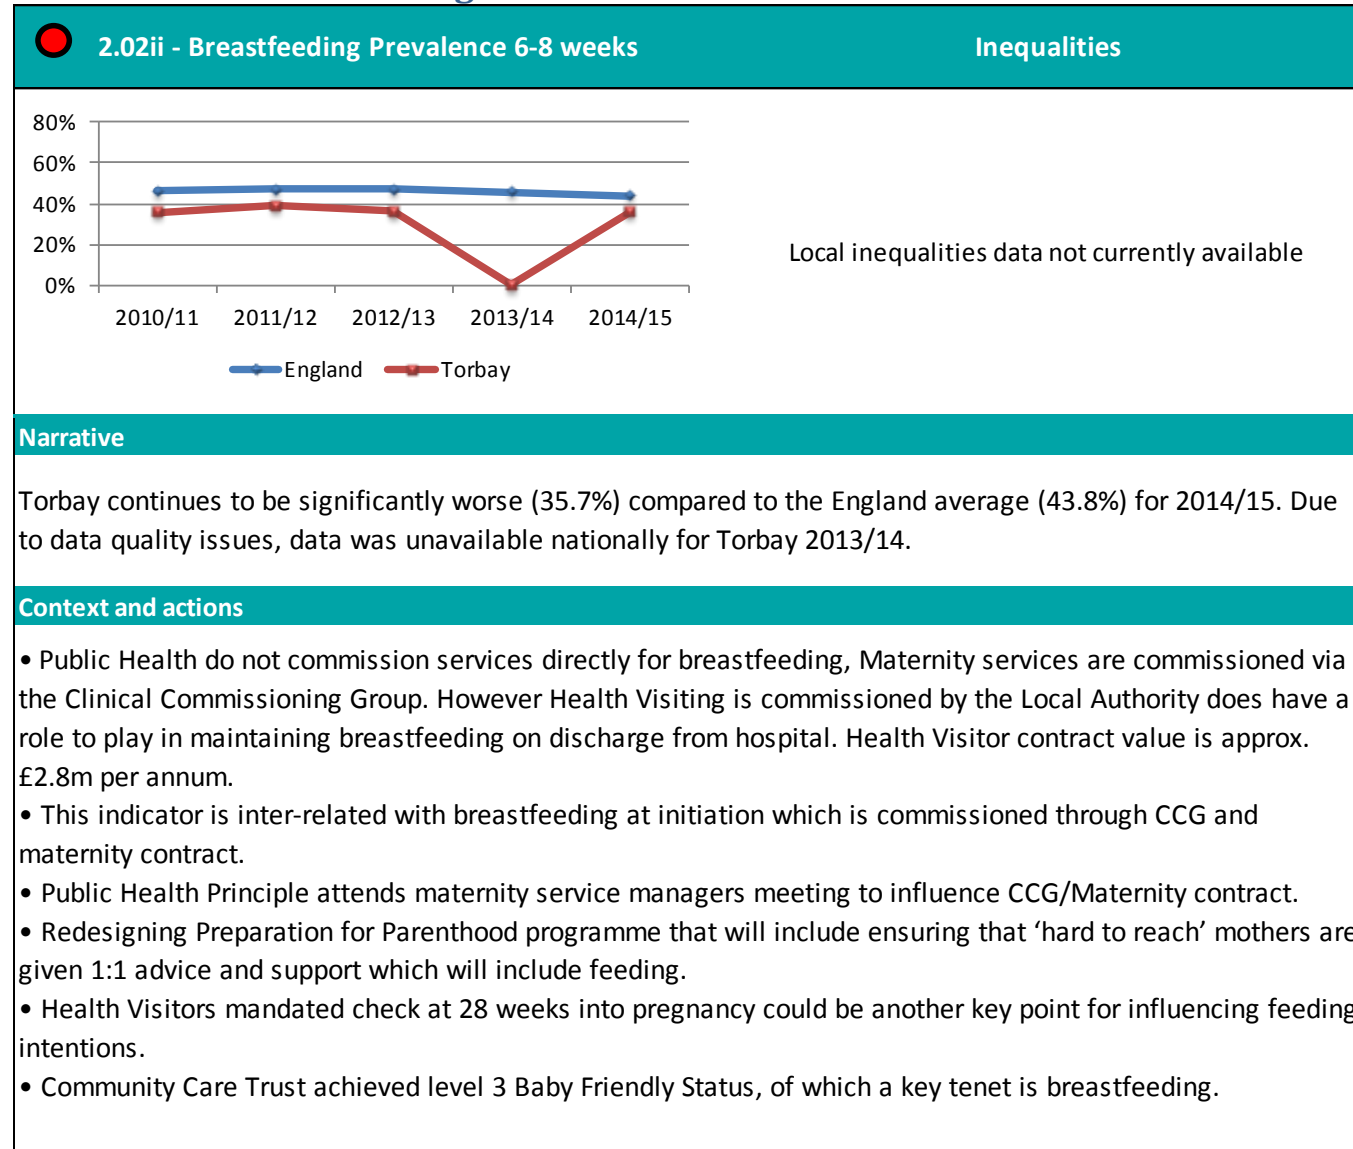 2.02ii - Breastfeeding Prevalence 6-8 weeks
Inequalities
80%
60%
40%
20%
0%
2010/11 2011/12 2012/13 2013/14 2014/15
England Torbay
Local inequalities data not currently available
Narrative
Torbay continues to be significantly worse (35.7%) compared to the England average (43.8%) for 2014/15. Due
to data quality issues, data was unavailable nationally for Torbay 2013/14.
Context and actions
• Public Health do not commission services directly for breastfeeding, Maternity services are commissioned via
the Clinical Commissioning Group. However Health Visiting is commissioned by the Local Authority does have a
role to play in maintaining breastfeeding on discharge from hospital. Health Visitor contract value is approx.
£2.8m per annum.
• This indicator is inter-related with breastfeeding at initiation which is commissioned through CCG and
maternity contract.
• Public Health Principle attends maternity service managers meeting to influence CCG/Maternity contract.
• Redesigning Preparation for Parenthood programme that will include ensuring that ‘hard to reach’ mothers are
given 1:1 advice and support which will include feeding.
• Health Visitors mandated check at 28 weeks into pregnancy could be another key point for influencing feeding
intentions.
• Community Care Trust achieved level 3 Baby Friendly Status, of which a key tenet is breastfeeding.